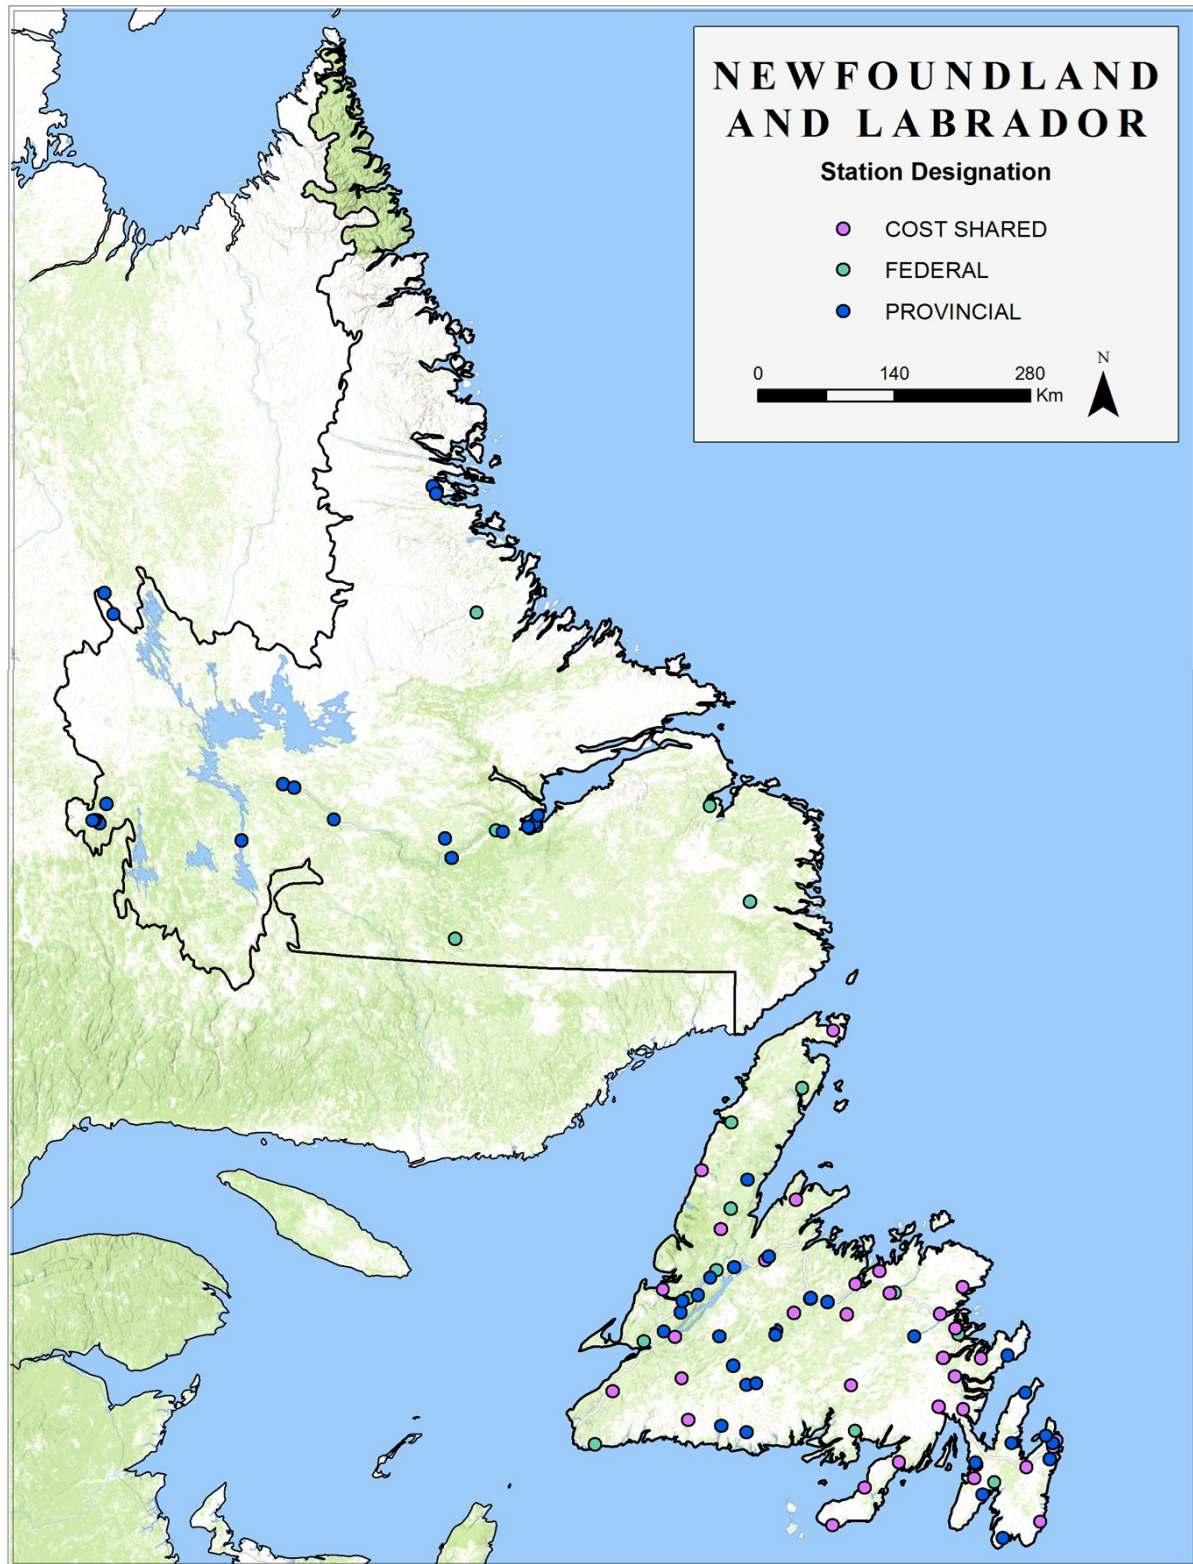 NEWFOUNDLAND
AND LABRADOR
Station Designation
COST SHARED
FEDERAL
PROVINCIAL
0 140 280
Km
N